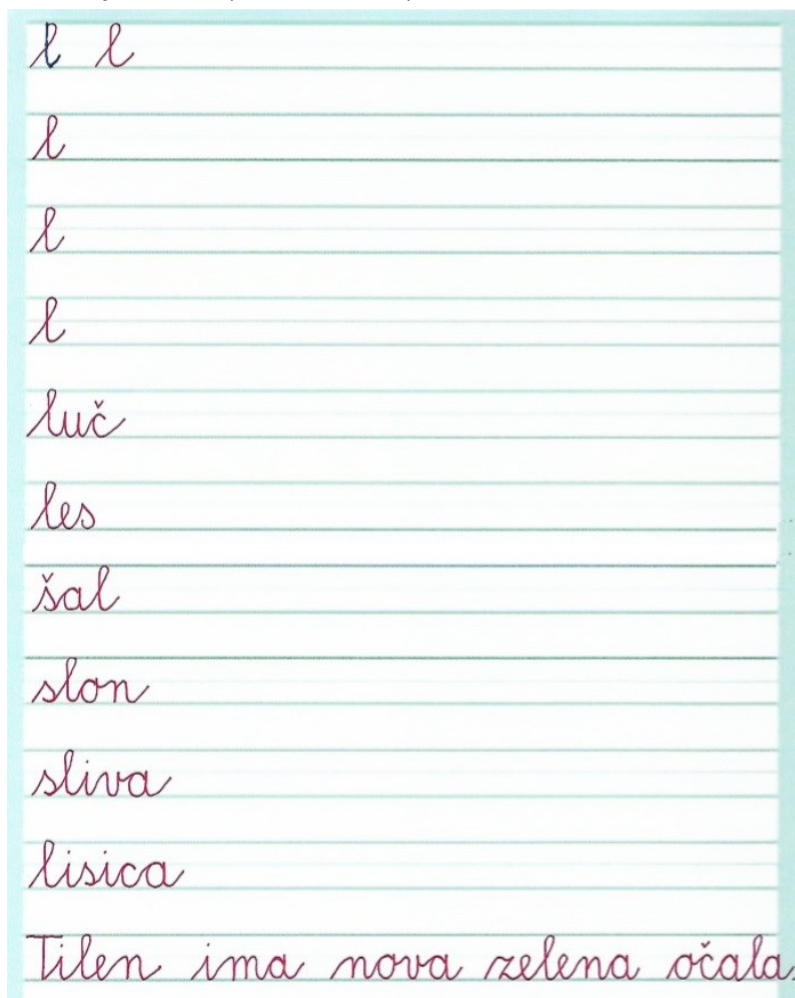 l l
l
l
l
luč
les
šal
slon
sliva
lisica
Tilen ima nova zelena očala.